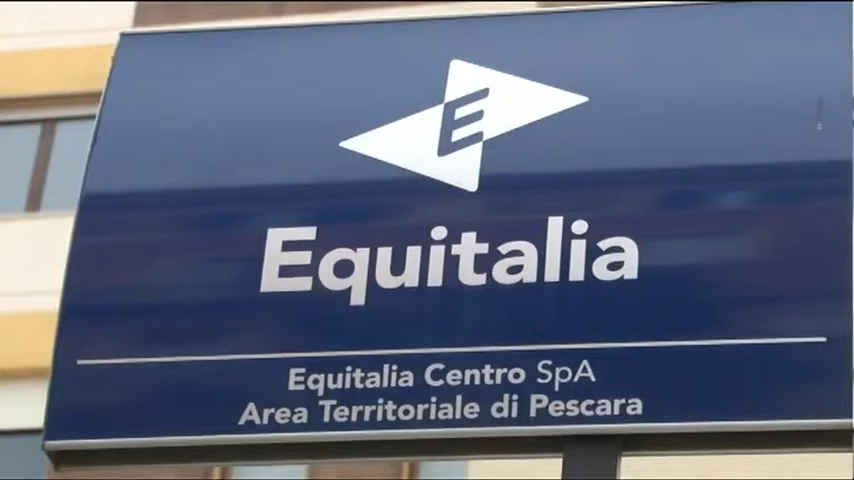 E
Equitalia
Equitalia Centro SpA
Area Territoriale di Pescara